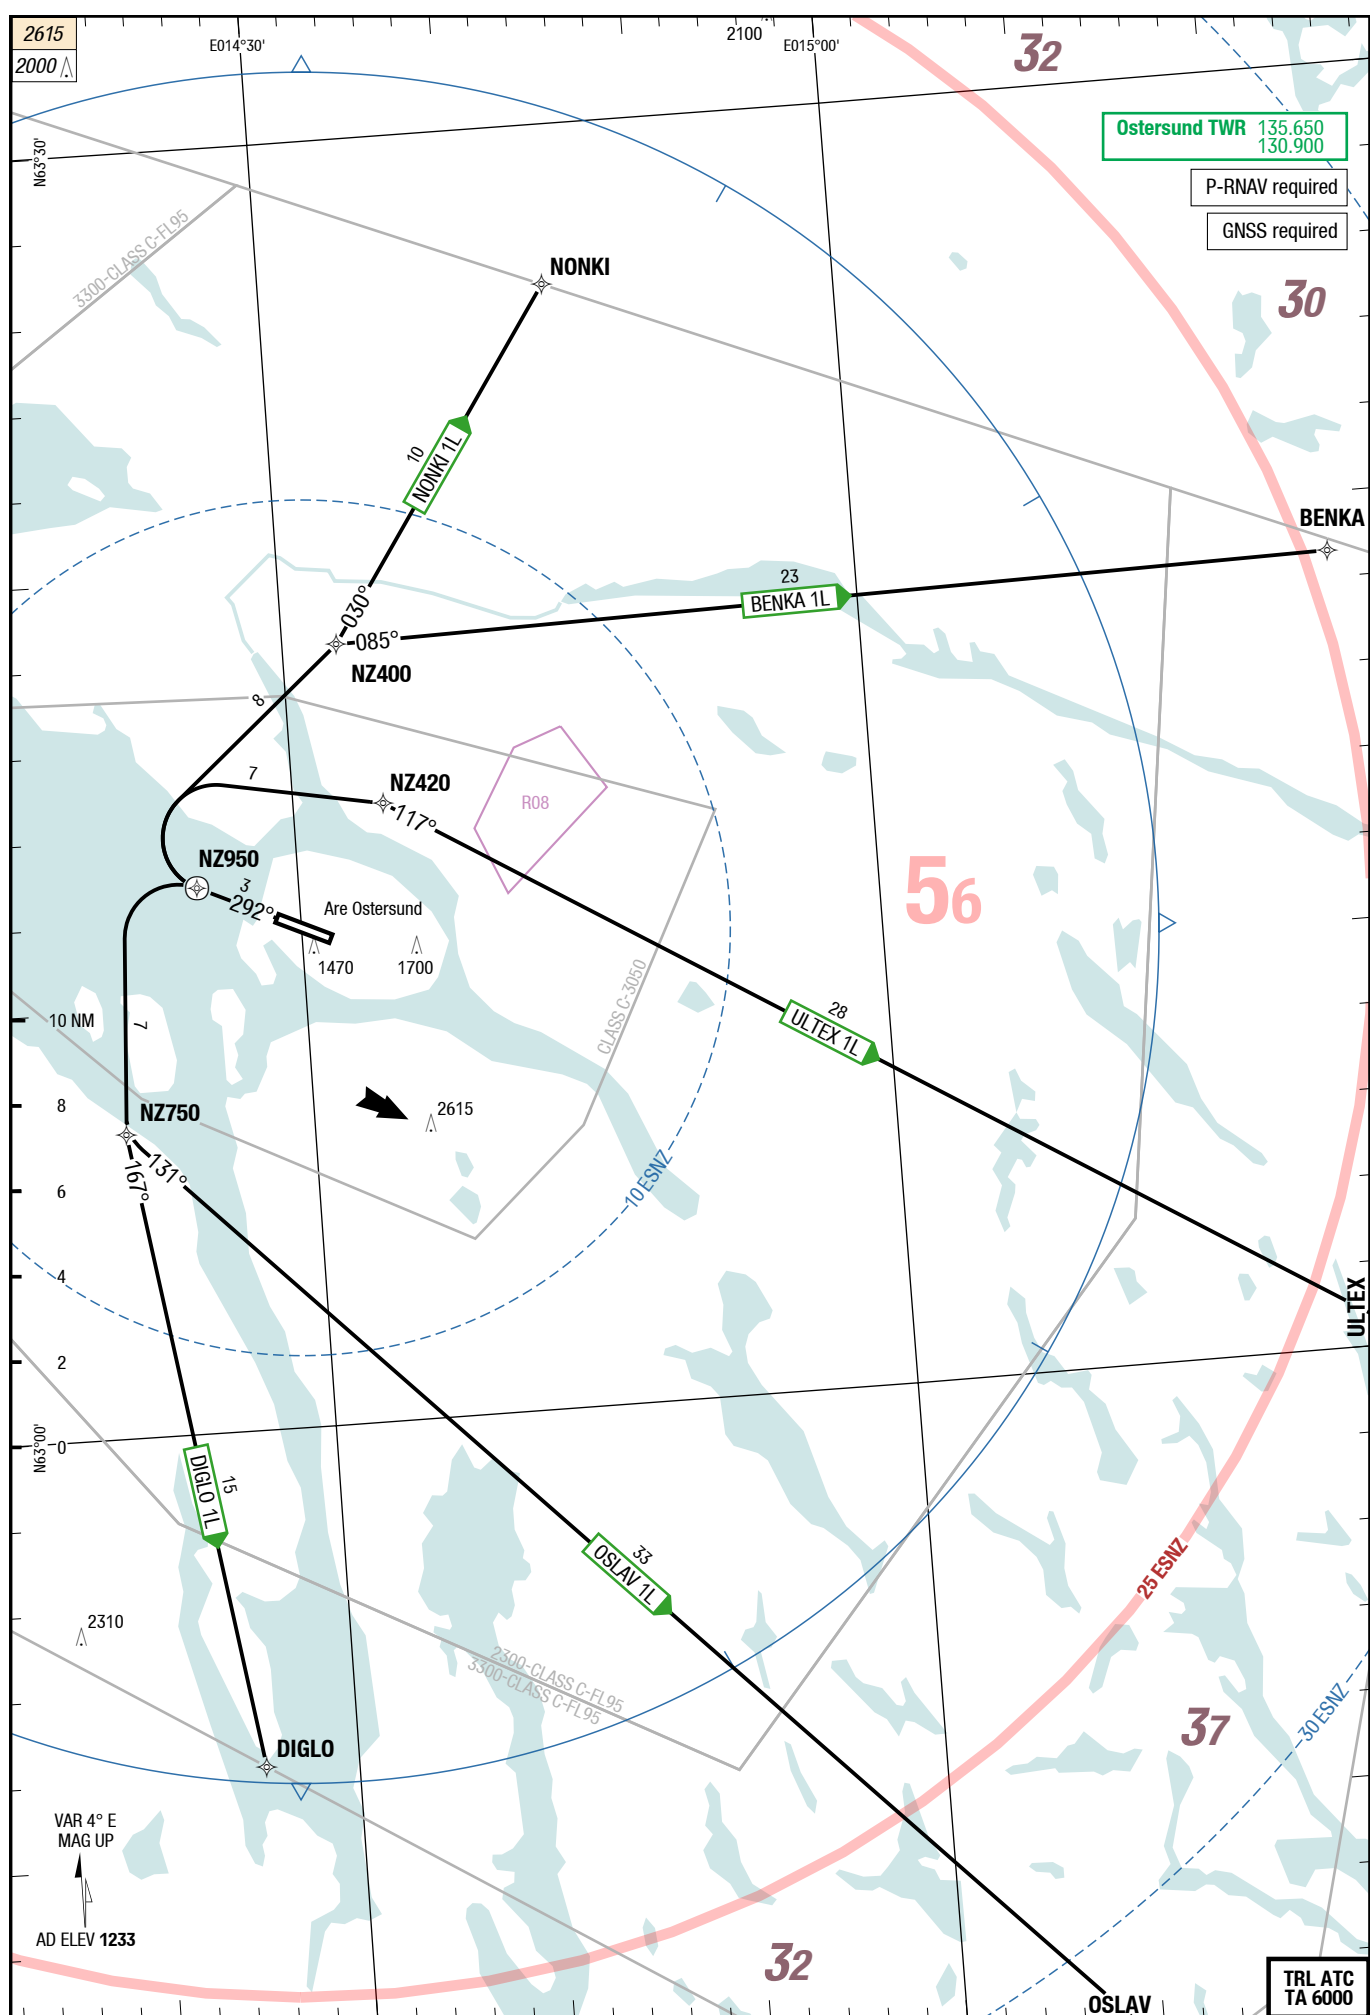 2615
2000
E014°30'
2100
E015°00'
32
Ostersund TWR 135.650
130.900
P-RNAV required
GNSS required
N63°30'
3300-CLASS C-FL95
NONKI
30
10
NONKI 1L
BENKA
23
BENKA 1L
030°
085°
NZ400
8
7
NZ420
117°
R08
NZ950
3
292°
Are Ostersund
1470
1700
56
CLASS C-3050
28
ULTEX 1L
10 NM
7
8
NZ750
2615
131°
167°
10 ESNZ
6
4
ULTEX
2
N63°00'
0
15
DIGLO 1L
33
OSLAV 1L
25 ESNZ
2310
2300-CLASS C-FL95
3300-CLASS C-FL95
37
30 ESNZ
DIGLO
VAR 4° E
MAG UP
AD ELEV 1233
32
TRL ATC
TA 6000
OSLAV